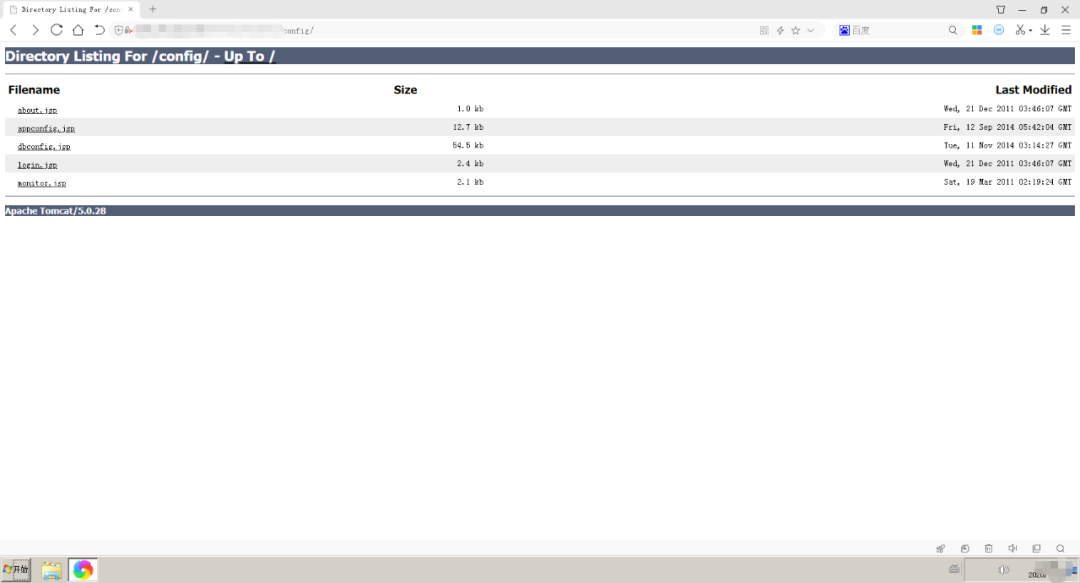 Directory Listing For /con
config/
百度
Directory Listing For /config/ - Up To /
Filename Size Last Modified
about.jsp 1.0 kb Wed, 21 Dec 2011 03:46:07 GMT
appconfig.jsp 12.7 kb Fri, 12 Sep 2014 05:42:04 GMT
dbconfig.jsp 54.5 kb Tue, 11 Nov 2014 03:14:27 GMT
login.jsp 2.4 kb Wed, 21 Dec 2011 03:46:07 GMT
monitor.jsp 2.1 kb Sat, 19 Mar 2011 02:19:24 GMT
Apache Tomcat/5.0.28
开始